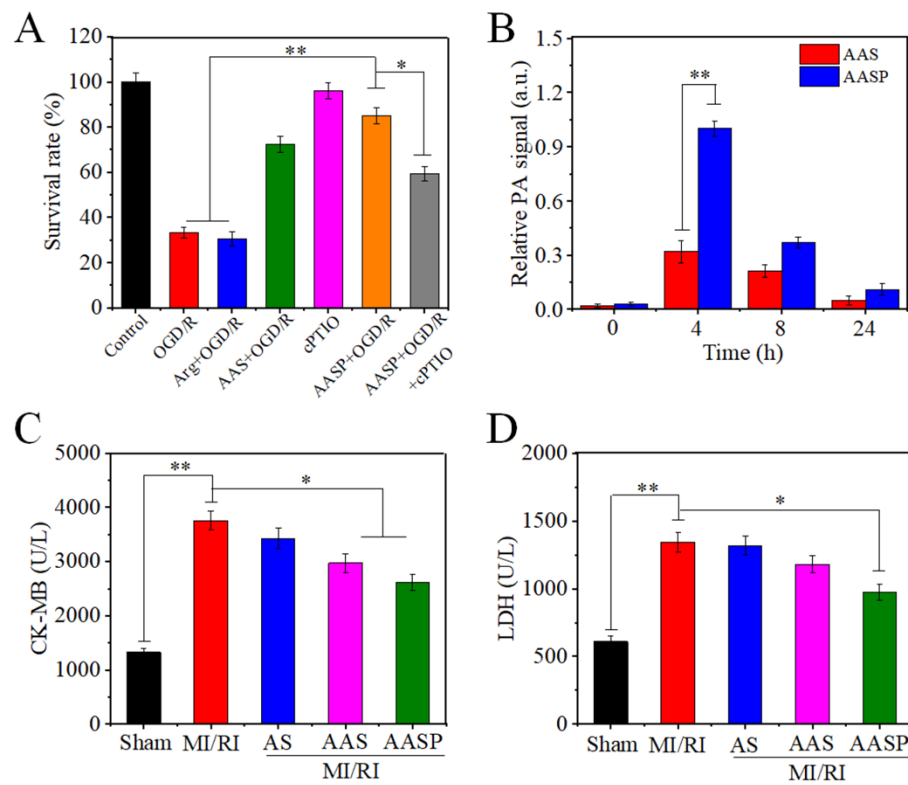 A
Survival rate (%)
120
100
80
60
40
20
0
**
*
Control
OGD/R
Arg+OGD/R
AAS+OGD/R
cPTIO
AASP+OGD/R
AASP+OGD/R
+cPTIO
B
Relative PA signal (a.u.)
1.5
1.2
0.9
0.6
0.3
0.0
**
AAS
AASP
0 4 8 24
Time (h)
C
CK-MB (U/L)
5000
4000
3000
2000
1000
0
**
*
Sham MI/RI AS AAS AASP
MI/RI
D
LDH (U/L)
2000
1500
1000
500
0
**
*
Sham MI/RI AS AAS AASP
MI/RI